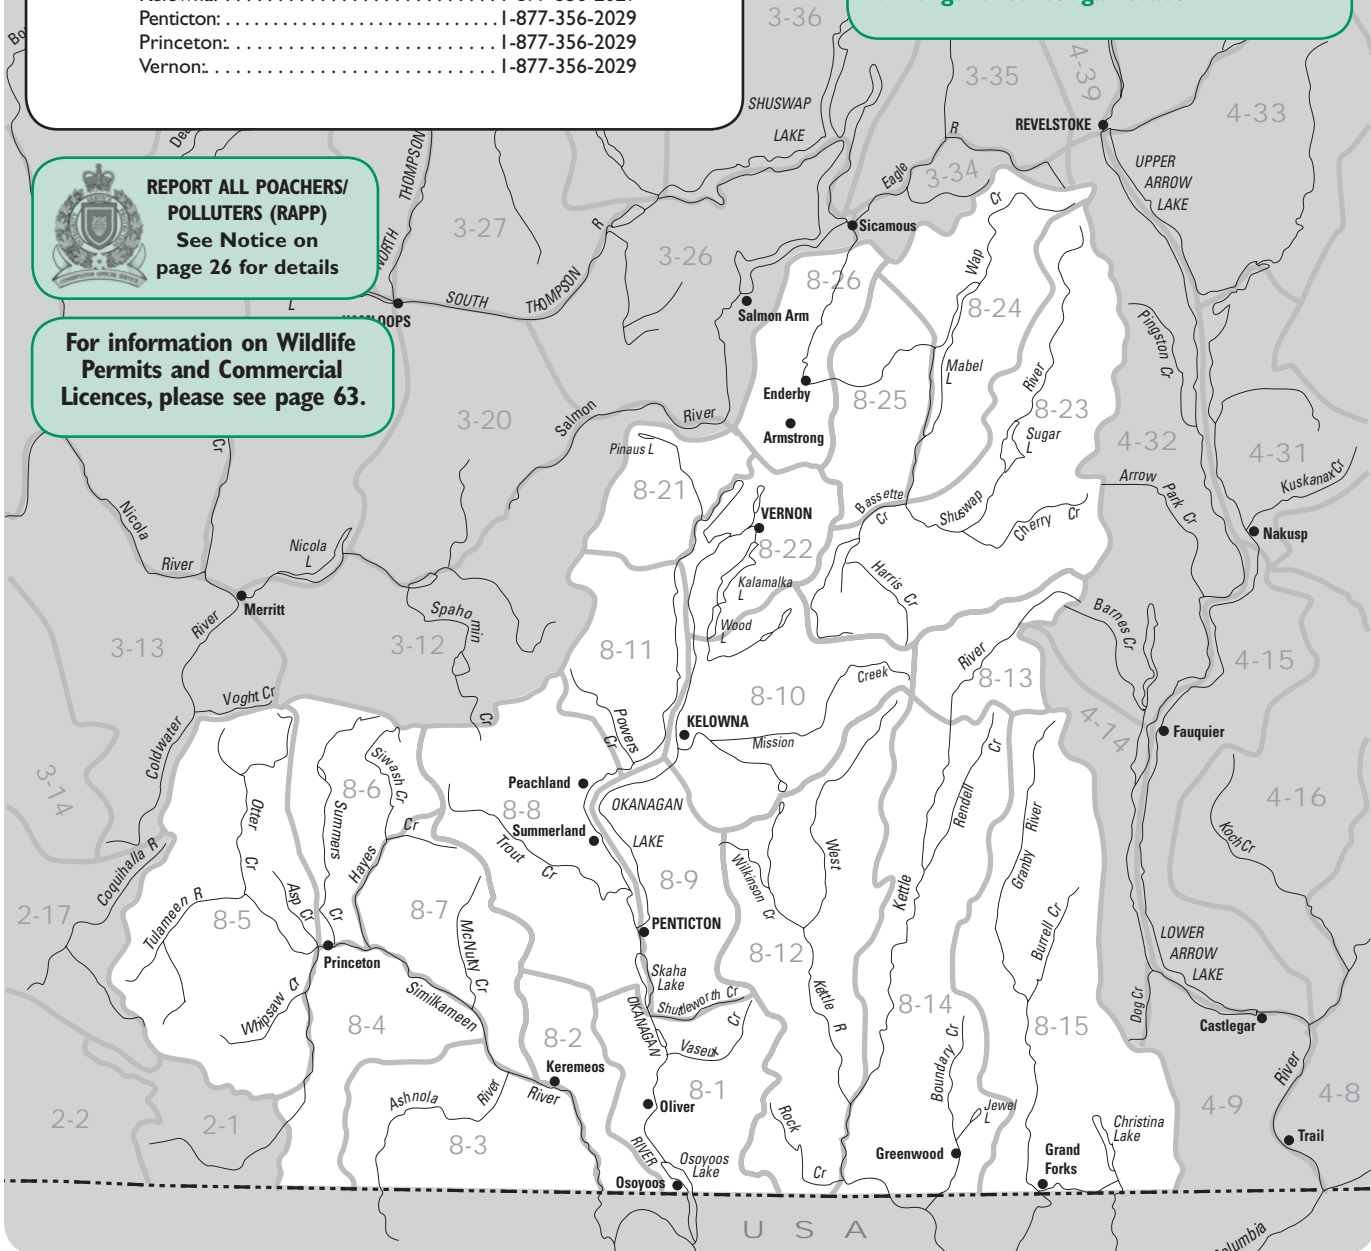 Penticton: . . . . . . . . . . . . . . . . . . . . . . . . . . . 1-877-356-2029
Princeton:. . . . . . . . . . . . . . . . . . . . . . . . . . 1-877-356-2029
Vernon:. . . . . . . . . . . . . . . . . . . . . . . . . . . . 1-877-356-2029
3-36
3-35
4-39
4-33
SHUSWAP
LAKE
R
REVELSTOKE
UPPER
ARROW
LAKE
REPORT ALL POACHERS/
POLLUTERS (RAPP)
See Notice on
page 26 for details
THOMPSON
NORTH
3-27
R
Eagle
3-34
Cr
Sicamous
3-26
Wap
8-23
8-26
L
SOUTH
THOMPSON
Salmon Arm
8-24
Pingston Cr
For information on Wildlife
Permits and Commercial
Licences, please see page 63.
Mabel
L
River
Enderby
8-25
8-23
3-20
Salmon
River
Armstrong
Sugar
L
4-32
4-31
Cr
Pinaus L
8-21
Arrow
Park
Cr
Kuskanax Cr
Bassette
Cr
Shuswap
Cherry
Cr
Nicola
VERNON
Nakusp
Nicola
L
8-22
River
Kalamalka
L
Harris
Cr
Merritt
River
Spahomin
Barnes Cr
Wood
L
3-13
3-12
8-11
River
4-15
Creek
8-13
Voght Cr
8-10
Cr
Powers
Cr
KELOWNA
4-14
Fauquier
Coldwater
Mission
Cr
Siwash Cr
3-14
8-6
Peachland
4-16
8-8
OKANAGAN
LAKE
Rendell
River
Otter
Cr
Summers
Cr
Cr
Summerland
Koch Cr
Coquihalla R
Hayes
Trout
Cr
West
Wilkinson Cr
Granby
8-9
Kettle
Tulameen R
Asp Cr
2-17
8-5
8-7
Burrell Cr
McNulty
Cr
PENTICTON
LOWER
ARROW
LAKE
Princeton
8-12
Skaha
Lake
Whipsaw Cr
Similkameen
Kettle
R
Shuttleworth Cr
Dog Cr
8-14
OKANAGAN
8-4
8-2
Cr
8-15
Castlegar
Vaseux
Boundary Cr
Keremeos
River
Ashnola
River
River
8-1
4-8
2-2
2-1
Oliver
Rock
Cr
Jewel
L
4-9
Christina
Lake
8-3
RIVER
Trail
Greenwood
Grand
Forks
Osoyoos
Lake
Osoyoos
U S A